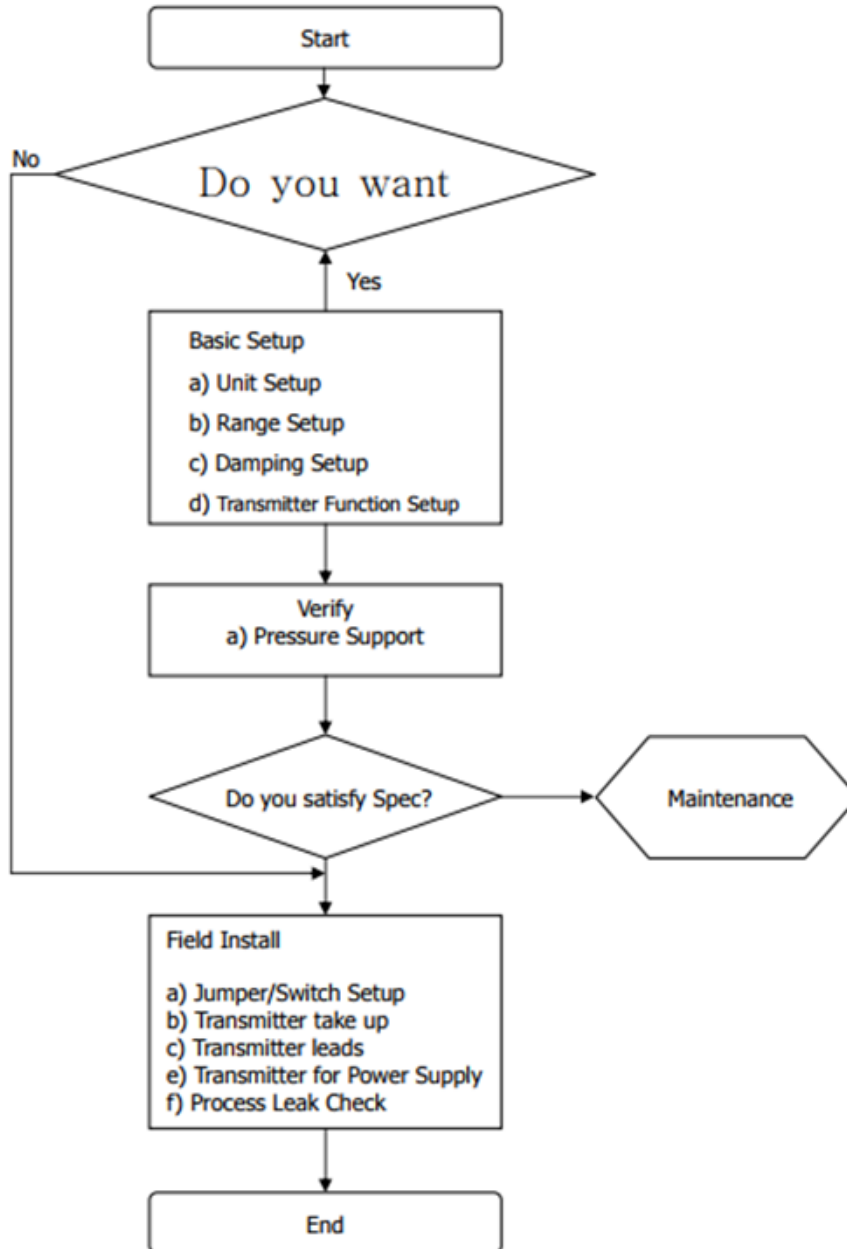 Start
No
Do you want
Yes
Basic Setup
a) Unit Setup
b) Range Setup
c) Damping Setup
d) Transmitter Function Setup
Verify
a) Pressure Support
Do you satisfy Spec?
Maintenance
Field Install
a) Jumper/Switch Setup
b) Transmitter take up
c) Transmitter leads
e) Transmitter for Power Supply
f) Process Leak Check
End